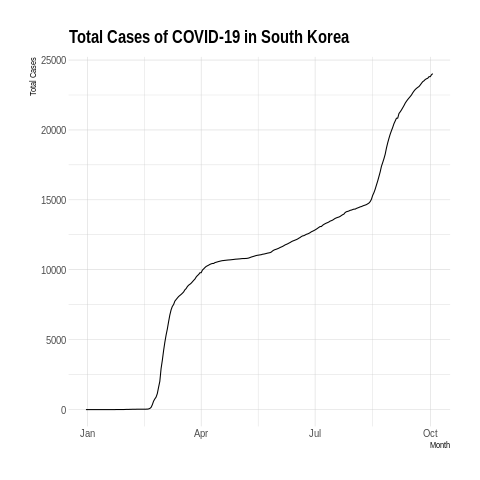 Total Cases of COVID-19 in South Korea
Total Cases
25000
20000
15000
10000
5000
0
Jan Apr Jul Oct
Month